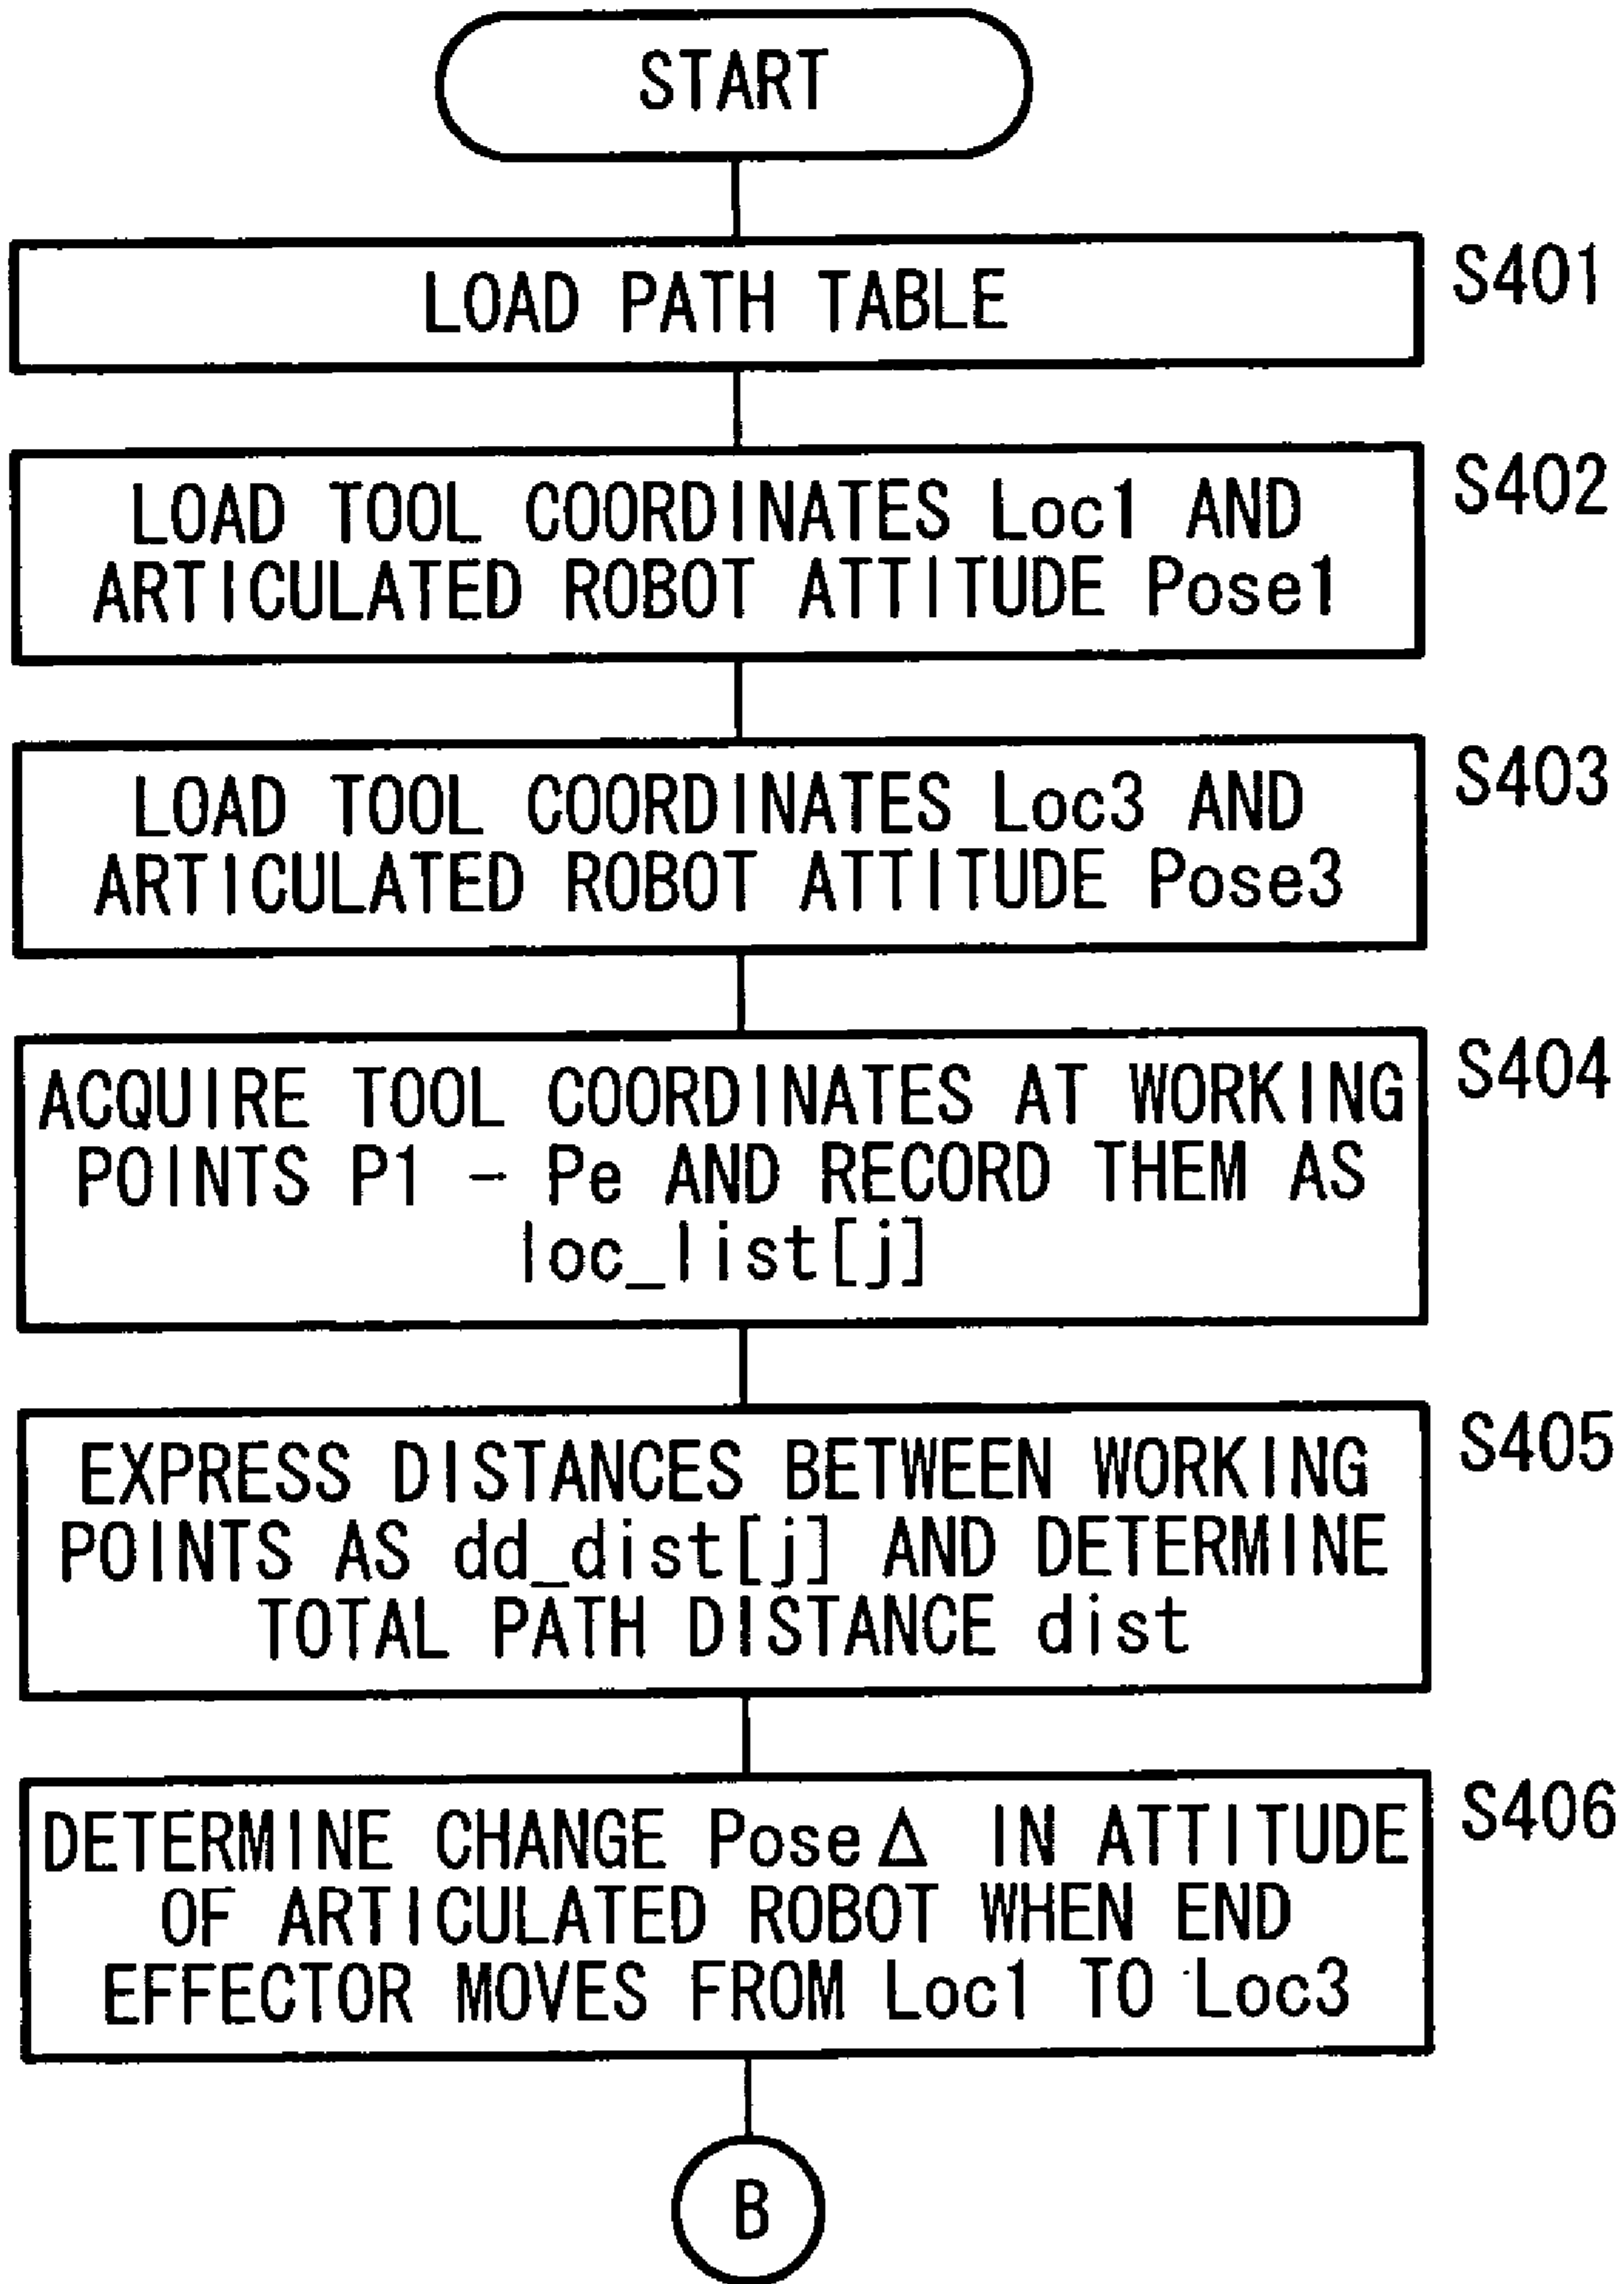 START
LOAD PATH TABLE
S401
LOAD TOOL COORDINATES Loc1 AND
ARTICULATED ROBOT ATTITUDE Pose1
S402
LOAD TOOL COORDINATES Loc3 AND
ARTICULATED ROBOT ATTITUDE Pose3
S403
ACQUIRE TOOL COORDINATES AT WORKING
POINTS P1 - Pe AND RECORD THEM AS
loc_list[j]
S404
EXPRESS DISTANCES BETWEEN WORKING
POINTS AS dd_dist[j] AND DETERMINE
TOTAL PATH DISTANCE dist
S405
DETERMINE CHANGE Pose△ IN ATTITUDE
OF ARTICULATED ROBOT WHEN END
EFFECTOR MOVES FROM Loc1 TO Loc3
S406
B